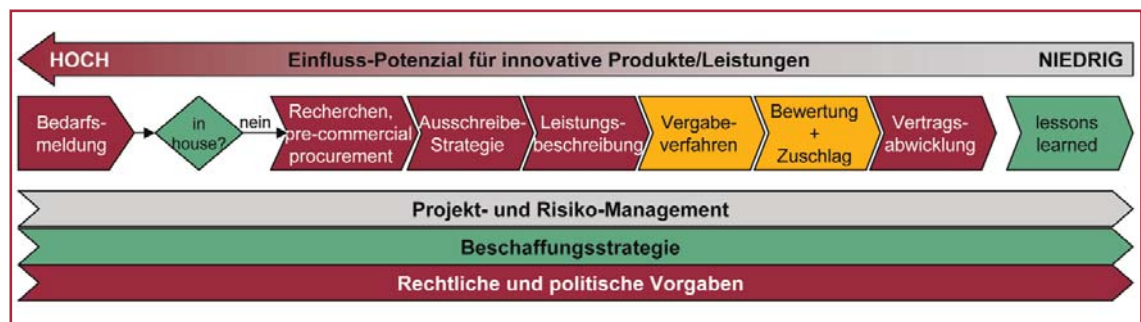 HOCH Einfluss-Potenzial für innovative Produkte/Leistungen NIEDRIG
Bedarfs-
meldung
in
house?
nein
Recherchen,
pre-commercial
procurement
Ausschreibe-
Strategie
Leistungs-
beschreibung
Vergabe-
verfahren
Bewertung
+
Zuschlag
Vertrags-
abwicklung
lessons
learned
Projekt- und Risiko-Management
Beschaffungsstrategie
Rechtliche und politische Vorgaben